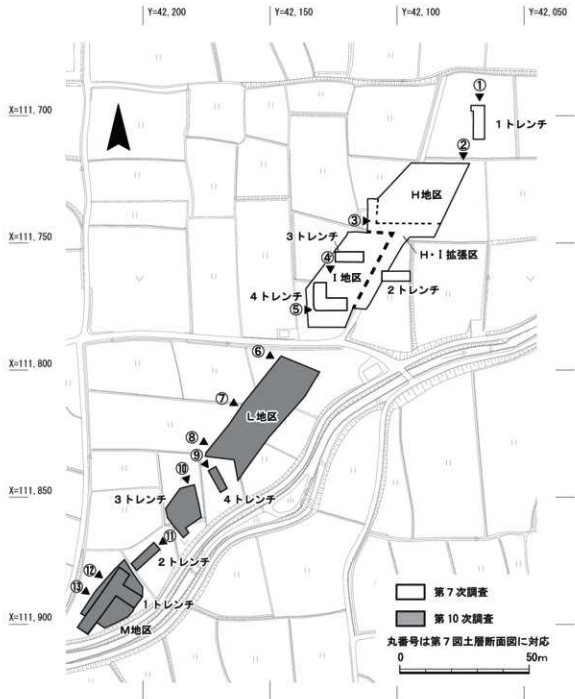 Y=42,200
Y=42,150
Y=42,100
Y=42,050
X=111,700
①
1トレンチ
②
H地区
③
X=111,750
3トレンチ
④
I地区
H・I拡張区
2トレンチ
4トレンチ
⑤
⑥
X=111,800
⑦
L地区
⑧
⑨
⑩
X=111,850
3トレンチ
4トレンチ
⑪
2トレンチ
⑫
⑬
1トレンチ
M地区
X=111,900
第7次調査
第10次調査
丸番号は第7図土層断面図に対応
0
50m